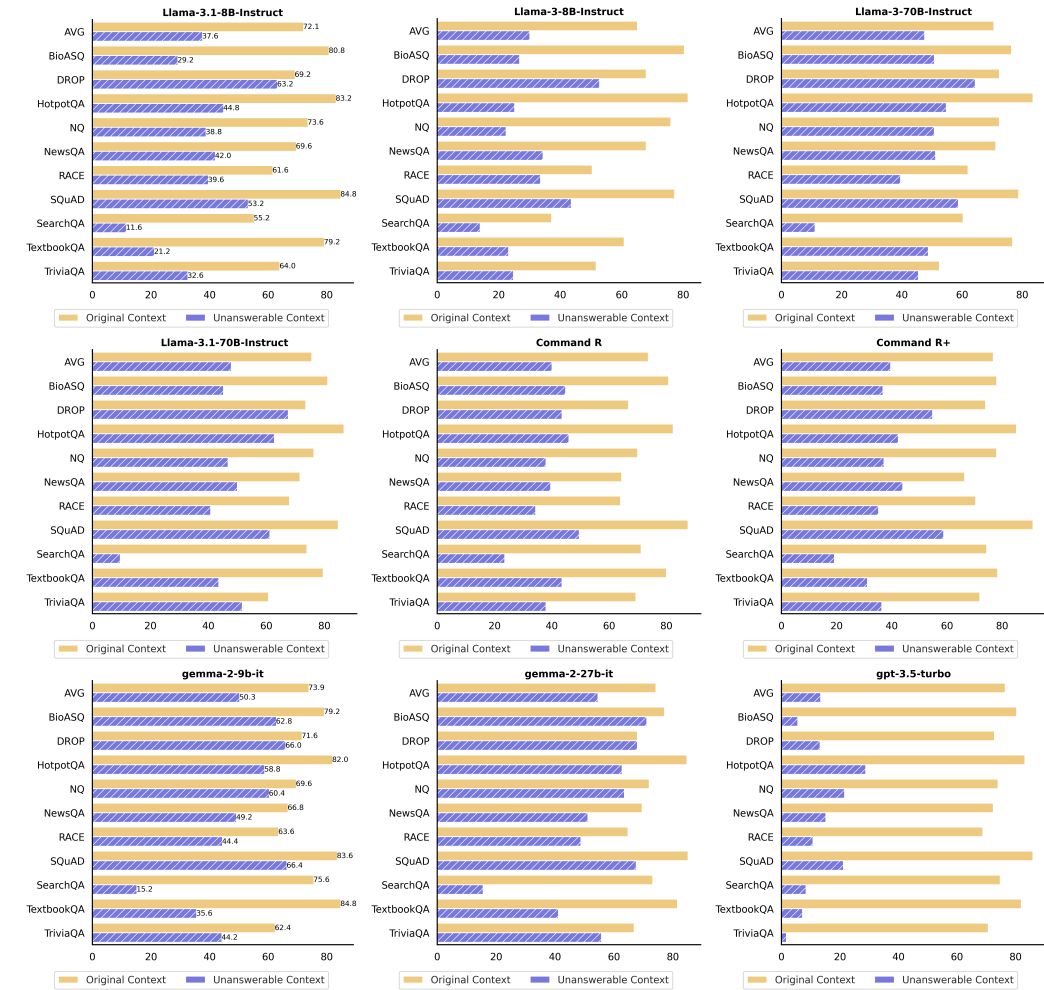 Llama-3.1-8B-Instruct
AVG 72.1
37.6
BioASQ 80.8
29.2
DROP 69.2
63.2
HotpotQA 83.2
44.8
NQ 73.6
38.8
NewsQA 69.6
42.0
RACE 61.6
39.6
SQuAD 84.8
53.2
SearchQA 55.2
11.6
TextbookQA 79.2
21.2
TriviaQA 64.0
32.6
0 20 40 60 80
Original Context Unanswerable Context
Llama-3-8B-Instruct
AVG
BioASQ
DROP
HotpotQA
NQ
NewsQA
RACE
SQuAD
SearchQA
TextbookQA
TriviaQA
0 20 40 60 80
Original Context Unanswerable Context
Llama-3-70B-Instruct
AVG
BioASQ
DROP
HotpotQA
NQ
NewsQA
RACE
SQuAD
SearchQA
TextbookQA
TriviaQA
0 20 40 60 80
Original Context Unanswerable Context
Llama-3.1-70B-Instruct
AVG
BioASQ
DROP
HotpotQA
NQ
NewsQA
RACE
SQuAD
SearchQA
TextbookQA
TriviaQA
0 20 40 60 80
Original Context Unanswerable Context
Command R
AVG
BioASQ
DROP
HotpotQA
NQ
NewsQA
RACE
SQuAD
SearchQA
TextbookQA
TriviaQA
0 20 40 60 80
Original Context Unanswerable Context
Command R+
AVG
BioASQ
DROP
HotpotQA
NQ
NewsQA
RACE
SQuAD
SearchQA
TextbookQA
TriviaQA
0 20 40 60 80
Original Context Unanswerable Context
gemma-2-9b-it
AVG 73.9
50.3
BioASQ 79.2
62.8
DROP 71.6
66.0
HotpotQA 82.0
58.8
NQ 69.6
60.4
NewsQA 66.8
49.2
RACE 63.6
44.4
SQuAD 83.6
66.4
SearchQA 75.6
15.2
TextbookQA 84.8
35.6
TriviaQA 62.4
44.2
0 20 40 60 80
Original Context Unanswerable Context
gemma-2-27b-it
AVG
BioASQ
DROP
HotpotQA
NQ
NewsQA
RACE
SQuAD
SearchQA
TextbookQA
TriviaQA
0 20 40 60 80
Original Context Unanswerable Context
gpt-3.5-turbo
AVG
BioASQ
DROP
HotpotQA
NQ
NewsQA
RACE
SQuAD
SearchQA
TextbookQA
TriviaQA
0 20 40 60 80
Original Context Unanswerable Context